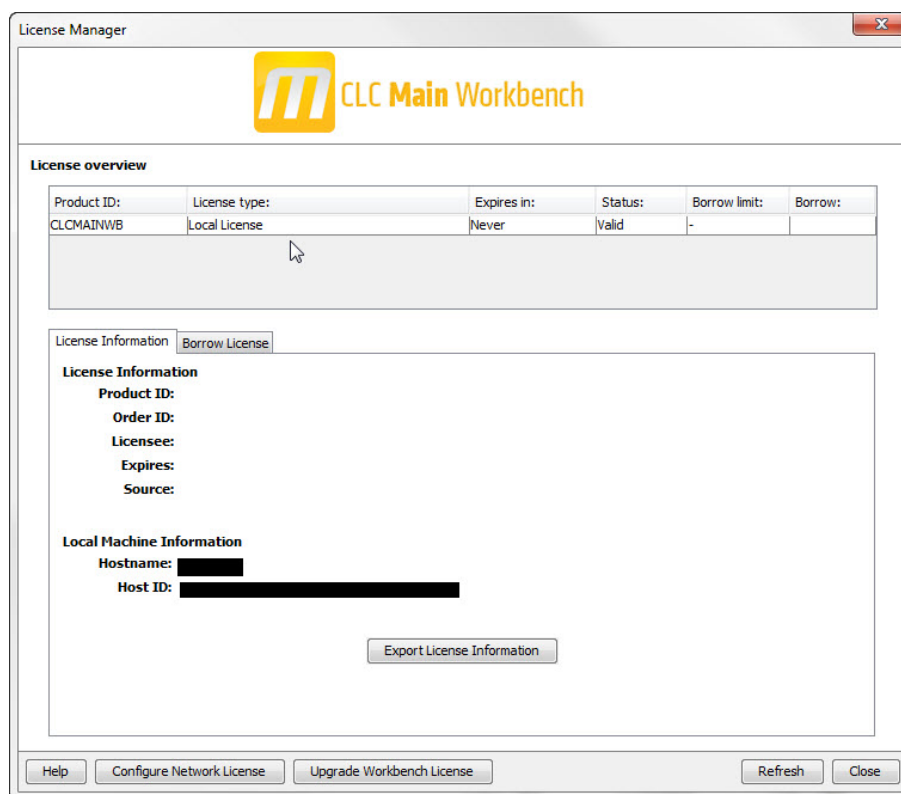 License Manager
CLC Main Workbench
License overview
Product ID: License type: Expires in: Status: Borrow limit: Borrow:
CLCMAINWB Local License Never Valid -
License Information Borrow License
License Information
Product ID:
Order ID:
Licensee:
Expires:
Source:
Local Machine Information
Hostname:
Host ID:
Export License Information
Help Configure Network License Upgrade Workbench License Refresh Close